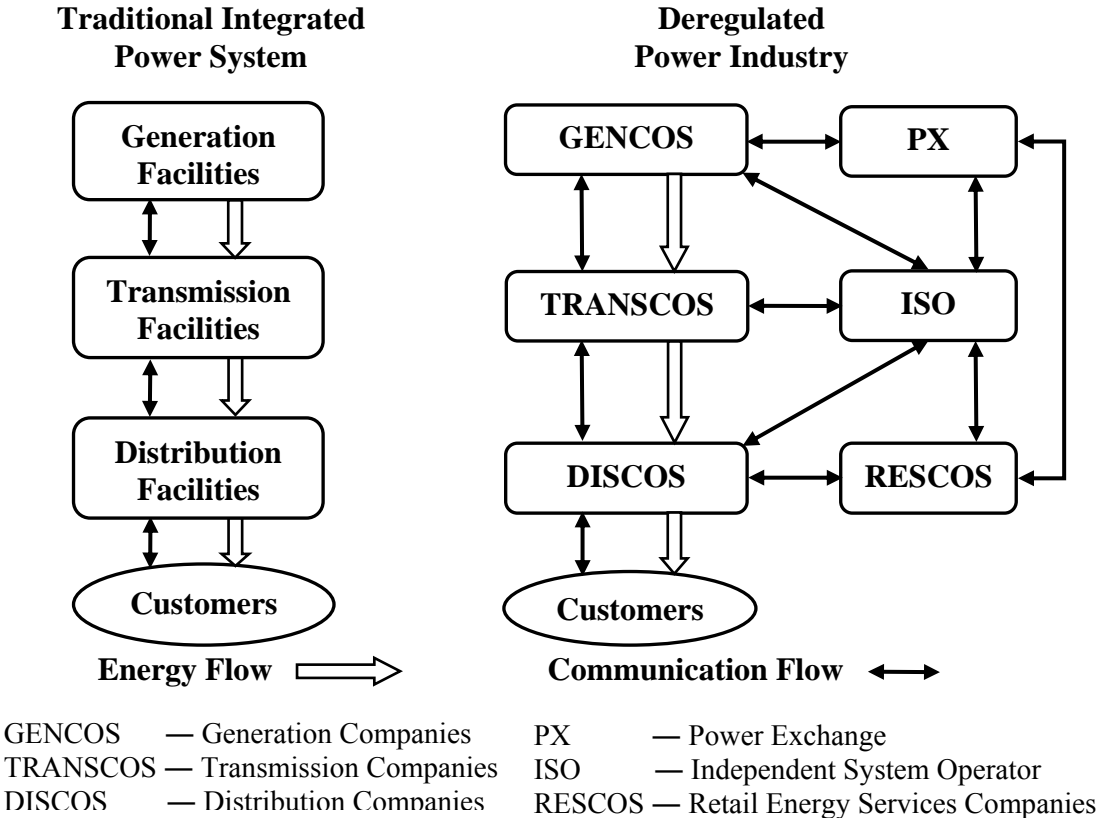 Traditional Integrated
Power System
Generation
Facilities
Transmission
Facilities
Distribution
Facilities
Customers
Deregulated
Power Industry
GENCOS
PX
TRANSCOS
ISO
DISCOS
RESCOS
Customers
Energy Flow
Communication Flow
GENCOS — Generation Companies
TRANSCOS — Transmission Companies
DISCOS — Distribution Companies
PX — Power Exchange
ISO — Independent System Operator
RESCOS — Retail Energy Services Companies